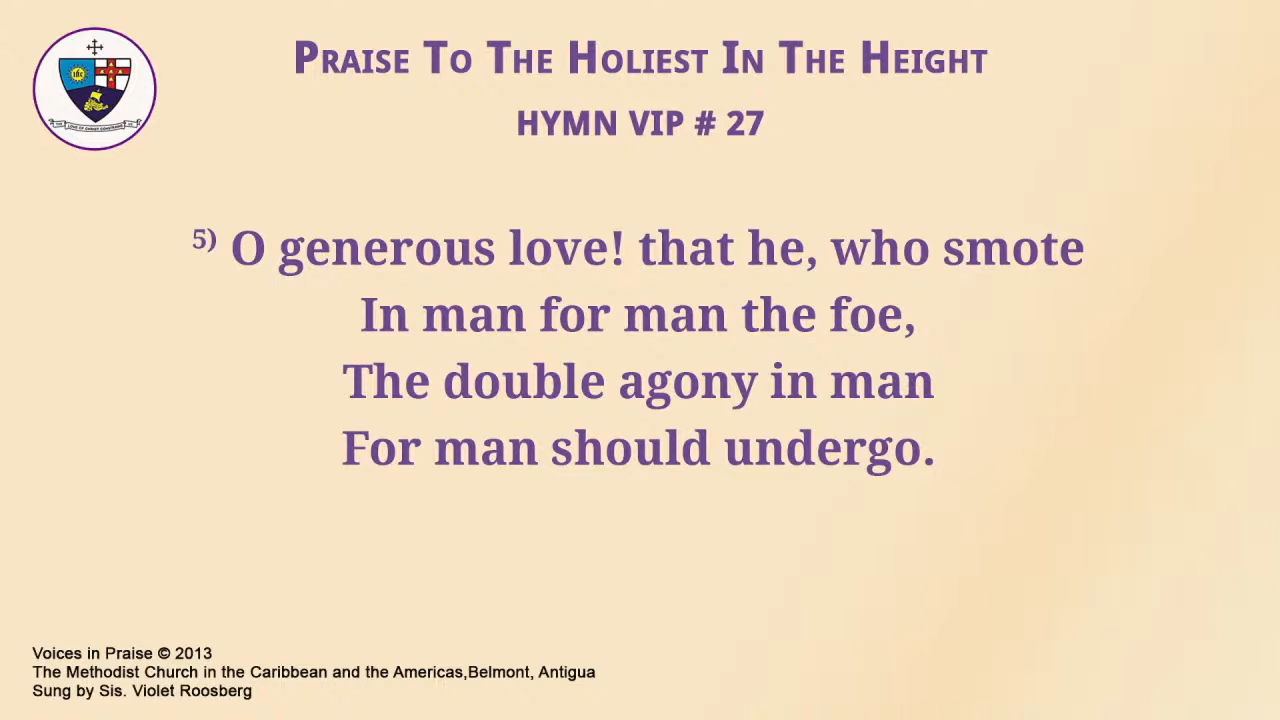 Praise To The Holiest In The Height
HYMN VIP # 27
5) O generous love! that he, who smote
In man for man the foe,
The double agony in man
For man should undergo.
Voices in Praise © 2013
The Methodist Church in the Caribbean and the Americas,Belmont, Antigua
Sung by Sis. Violet Roosberg